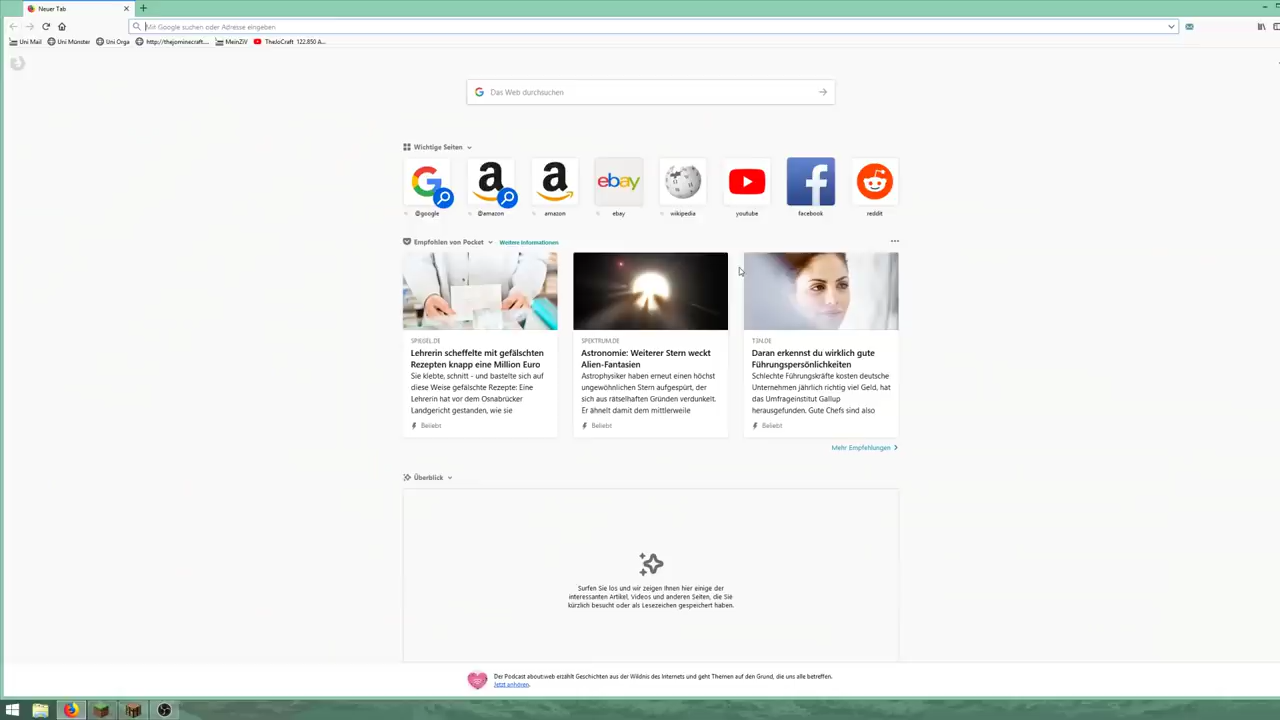 Neuer Tab
Mit Google suchen oder Adresse eingeben
Uni Mail Uni Münster Uni Orga http://thejominecraft.... MeinZIV TheJoCraft 122.850 A...
Das Web durchsuchen
Wichtige Seiten
@google @amazon amazon ebay wikipedia youtube facebook reddit
Empfohlen von Pocket Weitere Informationen
SPIEGEL.DE
Lehrerin scheffelte mit gefälschten
Rezepten knapp eine Million Euro
Sie klebte, schnitt - und bastelte sich auf
diese Weise gefälschte Rezepte: Eine
Lehrerin hat vor dem Osnabrücker
Landgericht gestanden, wie sie
Beliebt
SPEKTRUM.DE
Astronomie: Weiterer Stern weckt
Alien-Fantasien
Astrophysiker haben erneut einen höchst
ungewöhnlichen Stern aufgespürt, der
sich aus rätselhaften Gründen verdunkelt.
Er ähnelt damit dem mittlerweile
Beliebt
T3N.DE
Daran erkennst du wirklich gute
Führungspersönlichkeiten
Schlechte Führungskräfte kosten deutsche
Unternehmen jährlich richtig viel Geld, hat
das Umfrageinstitut Gallup
herausgefunden. Gute Chefs sind also
Beliebt
Mehr Empfehlungen
Überblick
Surfen Sie los und wir zeigen Ihnen hier einige der
interessanten Artikel, Videos und anderen Seiten, die Sie
kürzlich besucht oder als Lesezeichen gespeichert haben.
Der Podcast about:web erzählt Geschichten aus der Wildnis des Internets und geht Themen auf den Grund, die uns alle betreffen.
Jetzt anhören.